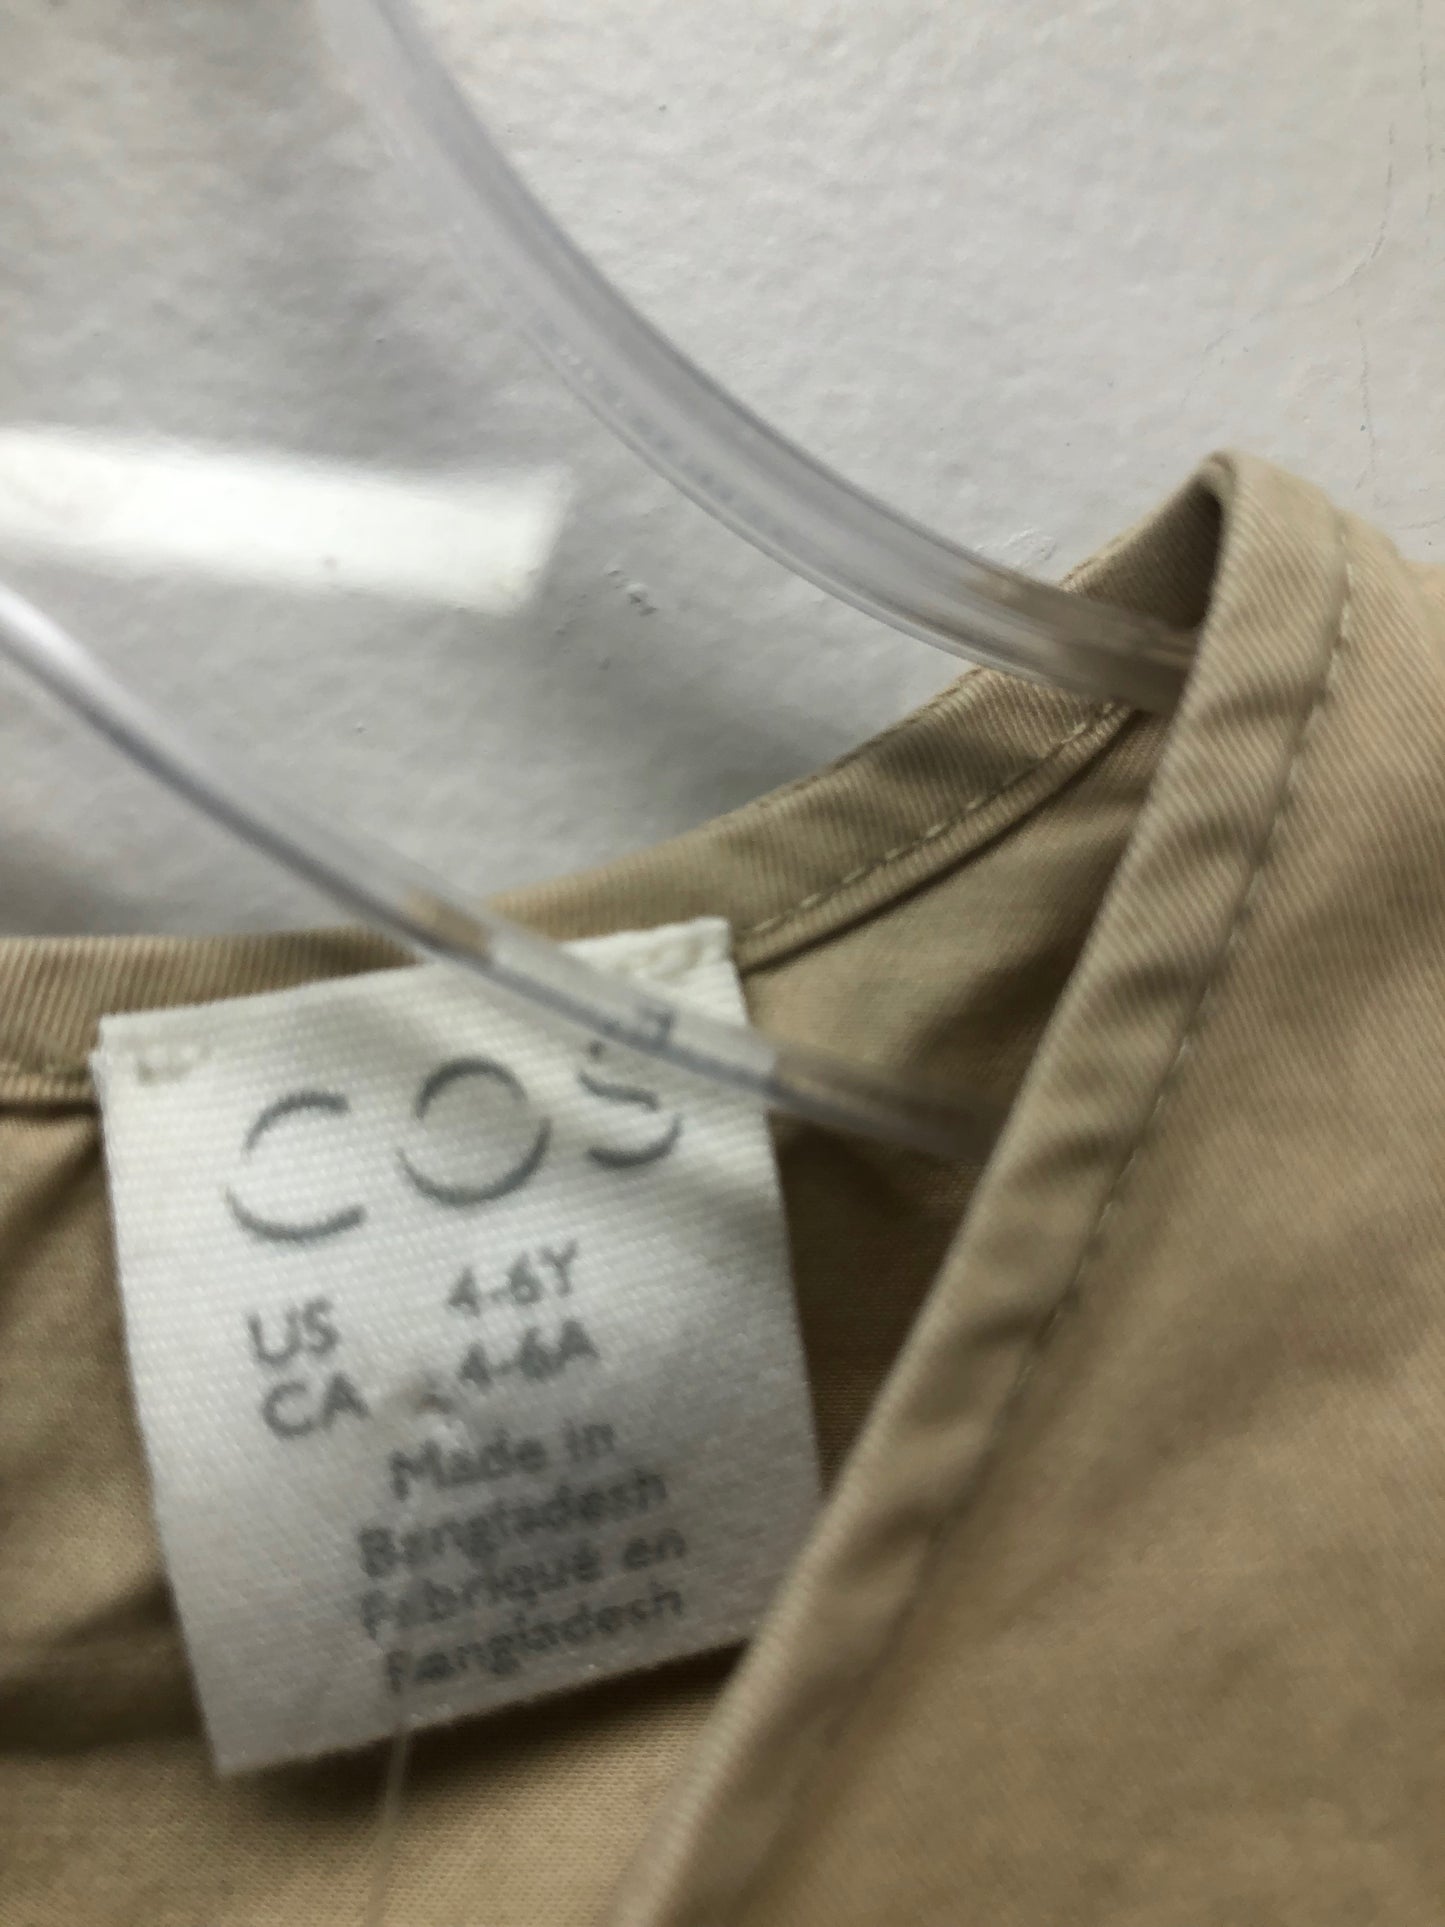 COS
US 4-6Y
CA 4-6A
Made in
Bangladesh
Fabriqué en
Bangladesh